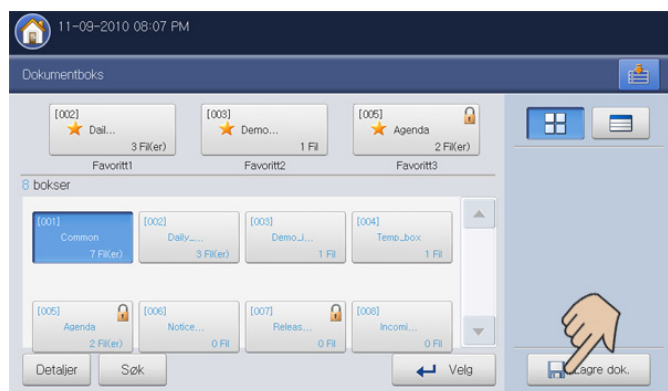 11-09-2010 08:07 PM
Dokumentboks
[002]
Dail...
3 Fil(er)
Favoritt1
[003]
Demo...
1 Fil
Favoritt2
[005]
Agenda
2 Fil(er)
Favoritt3
8 bokser
[001]
Common
7 Fil(er)
[002]
Daily_...
3 Fil(er)
[003]
Demo_i...
1 Fil
[004]
Temp_box
1 Fil
[005]
Agenda
2 Fil(er)
[006]
Notice...
0 Fil
[007]
Releas...
0 Fil
[008]
Incomi...
0 Fil
Detaljer
Søk
Velg
Lagre dok.